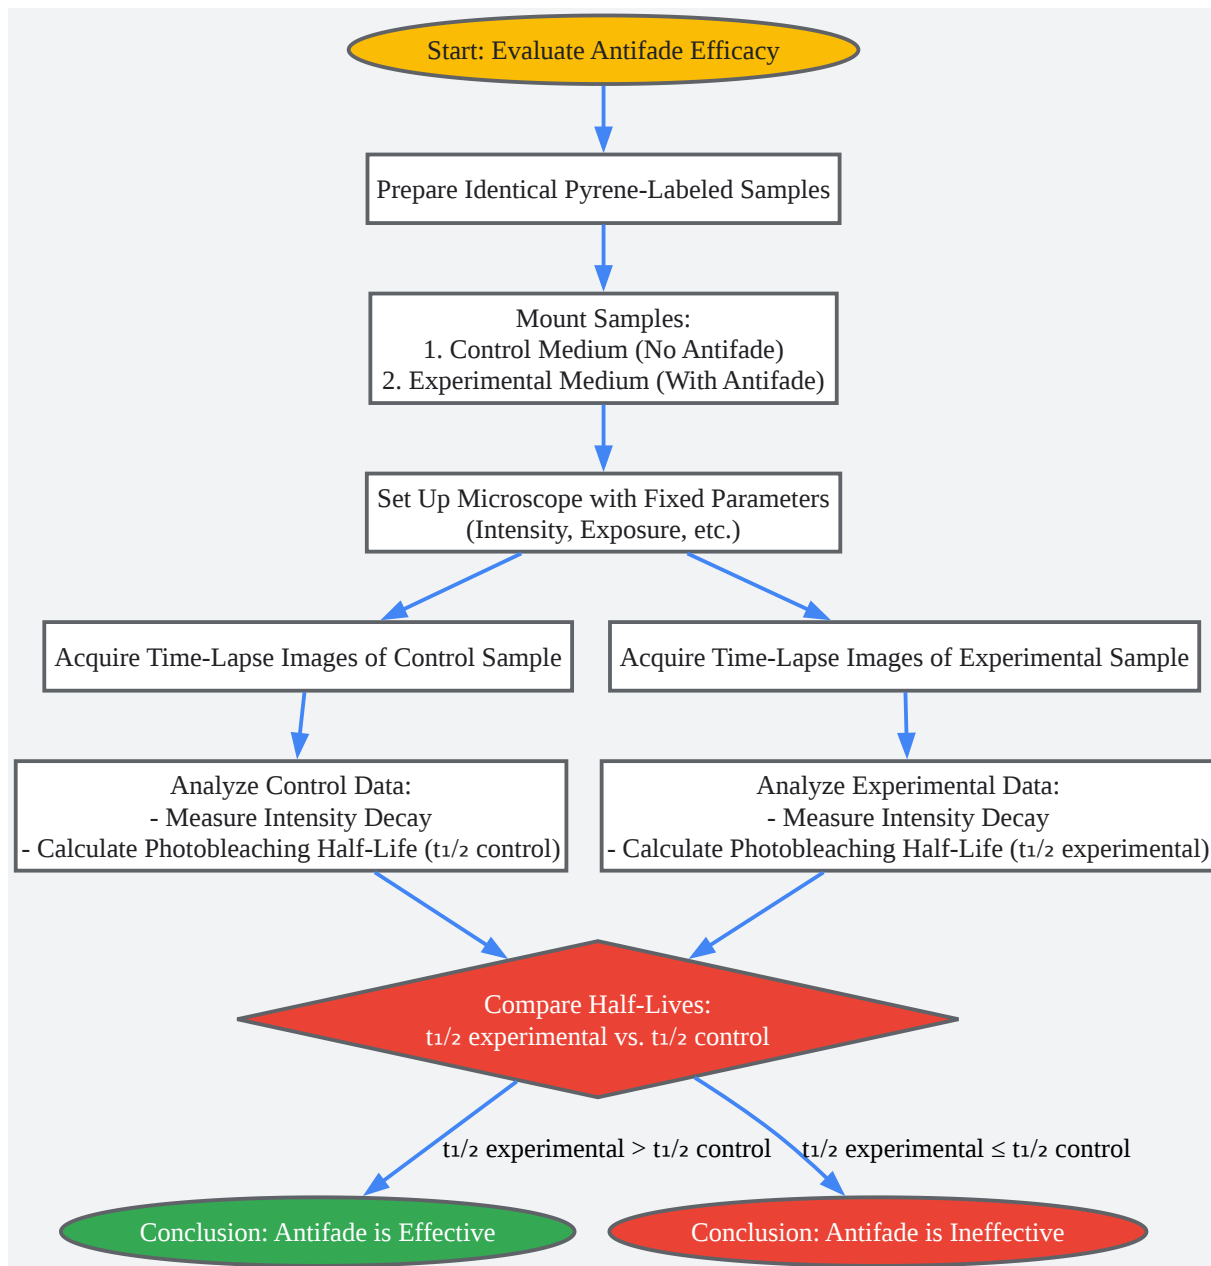 Start: Evaluate Antifade Efficacy
Prepare Identical Pyrene-Labeled Samples
Mount Samples:
1. Control Medium (No Antifade)
2. Experimental Medium (With Antifade)
Set Up Microscope with Fixed Parameters
(Intensity, Exposure, etc.)
Acquire Time-Lapse Images of Control Sample
Acquire Time-Lapse Images of Experimental Sample
Analyze Control Data:
- Measure Intensity Decay
- Calculate Photobleaching Half-Life (t₁/₂ control)
Analyze Experimental Data:
- Measure Intensity Decay
- Calculate Photobleaching Half-Life (t₁/₂ experimental)
Compare Half-Lives:
t₁/₂ experimental vs. t₁/₂ control
t₁/₂ experimental > t₁/₂ control
t₁/₂ experimental ≤ t₁/₂ control
Conclusion: Antifade is Effective
Conclusion: Antifade is Ineffective